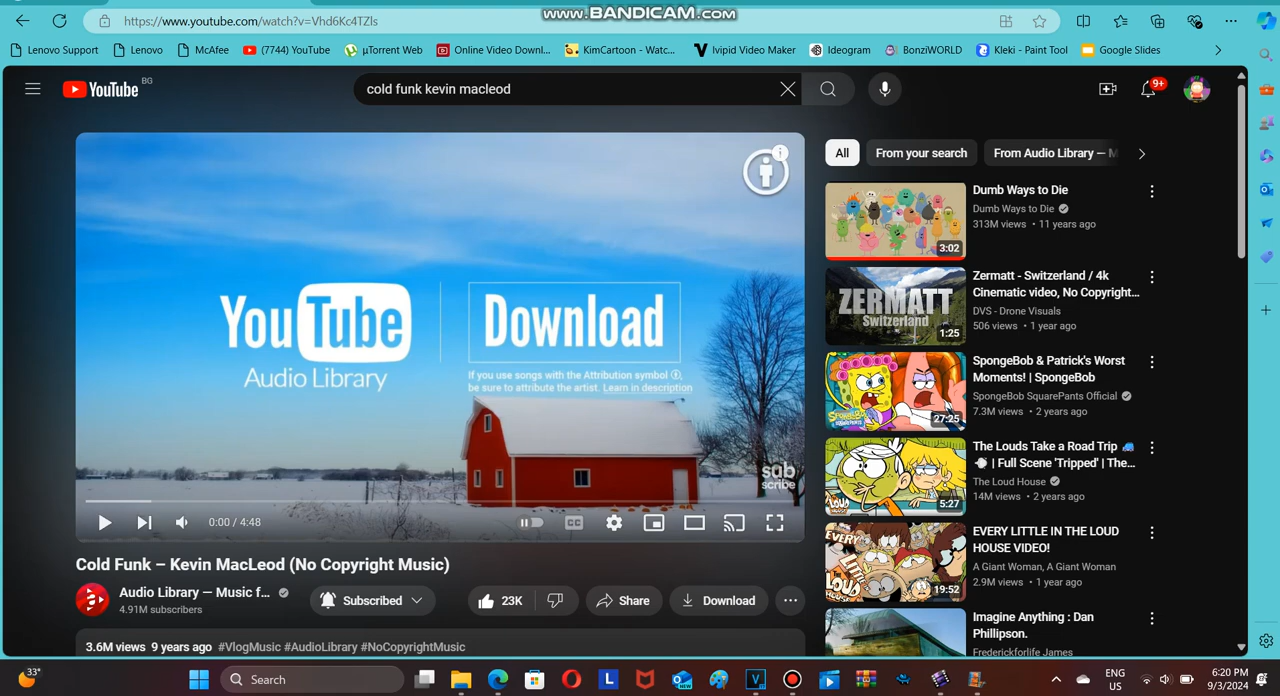 www.BANDICAM.com
https://www.youtube.com/watch?v=Vhd6Kc4TZls
Lenovo Support
Lenovo
McAfee
(7744) YouTube
µTorrent Web
Online Video Downl...
KimCartoon - Watc...
Ivipid Video Maker
Ideogram
BonziWORLD
Kleki - Paint Tool
Google Slides
YouTube BG
cold funk kevin macleod
9+
YouTube
Audio Library
Download
If you use songs with the Attribution symbol
be sure to attribute the artist. Learn in description
sub
scribe
0:00 / 4:48
CC
Cold Funk – Kevin MacLeod (No Copyright Music)
Audio Library — Music f...
4.91M subscribers
Subscribed
23K
Share
Download
3.6M views 9 years ago #VlogMusic #AudioLibrary #NoCopyrightMusic
All
From your search
From Audio Library — M
3:02
Dumb Ways to Die
Dumb Ways to Die
313M views • 11 years ago
ZERMATT
Switzerland
1:25
Zermatt - Switzerland / 4k
Cinematic video, No Copyright...
DVS - Drone Visuals
506 views • 1 year ago
27:25
SpongeBob & Patrick's Worst
Moments! | SpongeBob
SpongeBob SquarePants Official
7.3M views • 2 years ago
5:27
The Louds Take a Road Trip 🚙
💨 | Full Scene 'Tripped' | The...
The Loud House
14M views • 2 years ago
EVERY
LITTLE
19:52
EVERY LITTLE IN THE LOUD
HOUSE VIDEO!
A Giant Woman, A Giant Woman
2.9M views • 1 year ago
Imagine Anything : Dan
Phillipson.
Frederickforlife James
33°
Search
ENG
US
6:20 PM
9/3/2024